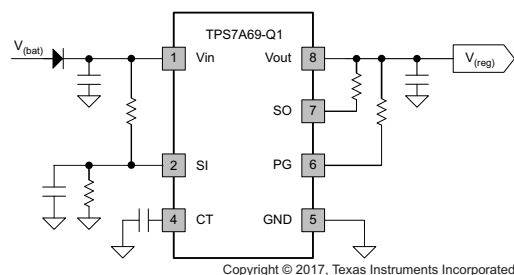 TPS7A69-Q1
V(bat)
1 Vin Vout 8
V(reg)
SO 7
2 SI PG 6
4 CT GND 5
Copyright © 2017, Texas Instruments Incorporated